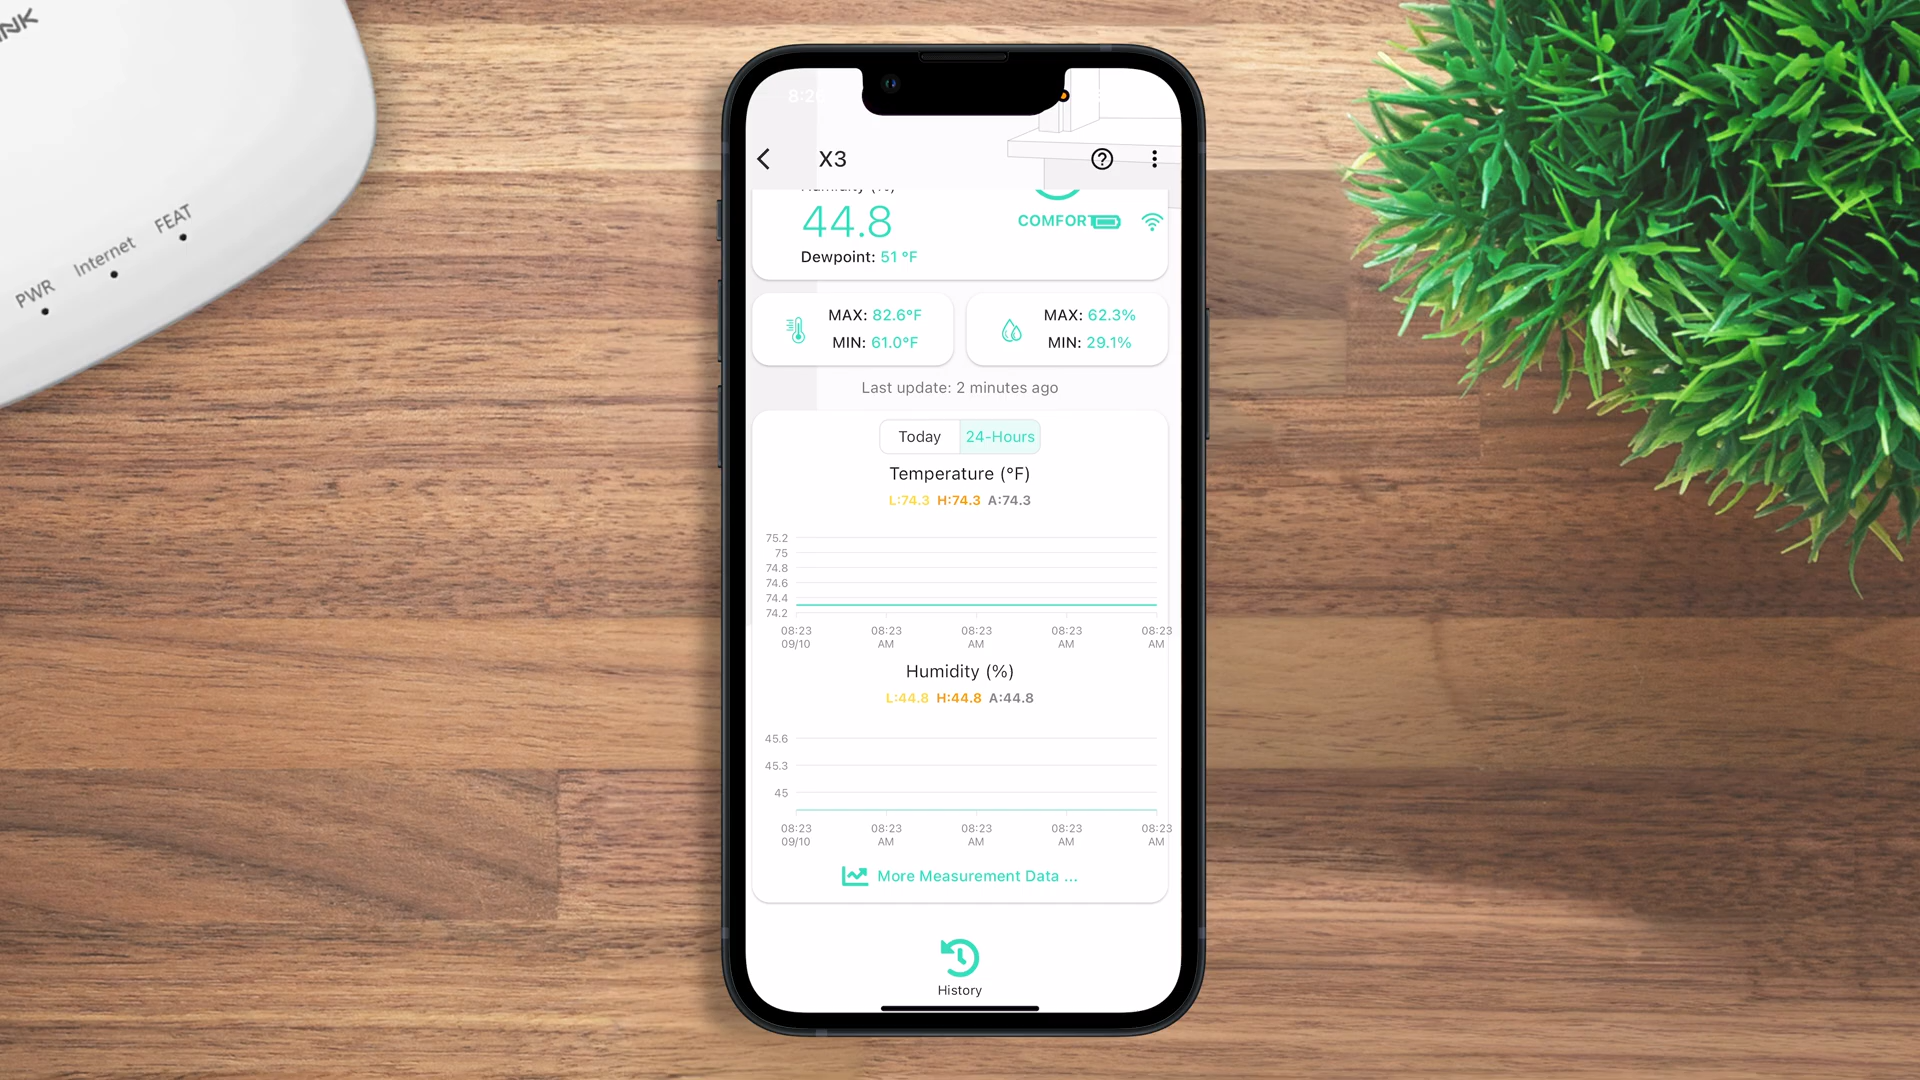 PWR Internet FEAT
X3
44.8
COMFORT
Dewpoint: 51 °F
MAX: 82.6°F
MIN: 61.0°F
MAX: 62.3%
MIN: 29.1%
Last update: 2 minutes ago
Today 24-Hours
Temperature (°F)
L:74.3 H:74.3 A:74.3
75.2
75
74.8
74.6
74.4
74.2
08:23 08:23 08:23 08:23 08:23
09/10 AM AM AM AM
Humidity (%)
L:44.8 H:44.8 A:44.8
45.6
45.3
45
08:23 08:23 08:23 08:23 08:23
09/10 AM AM AM AM
More Measurement Data ...
History